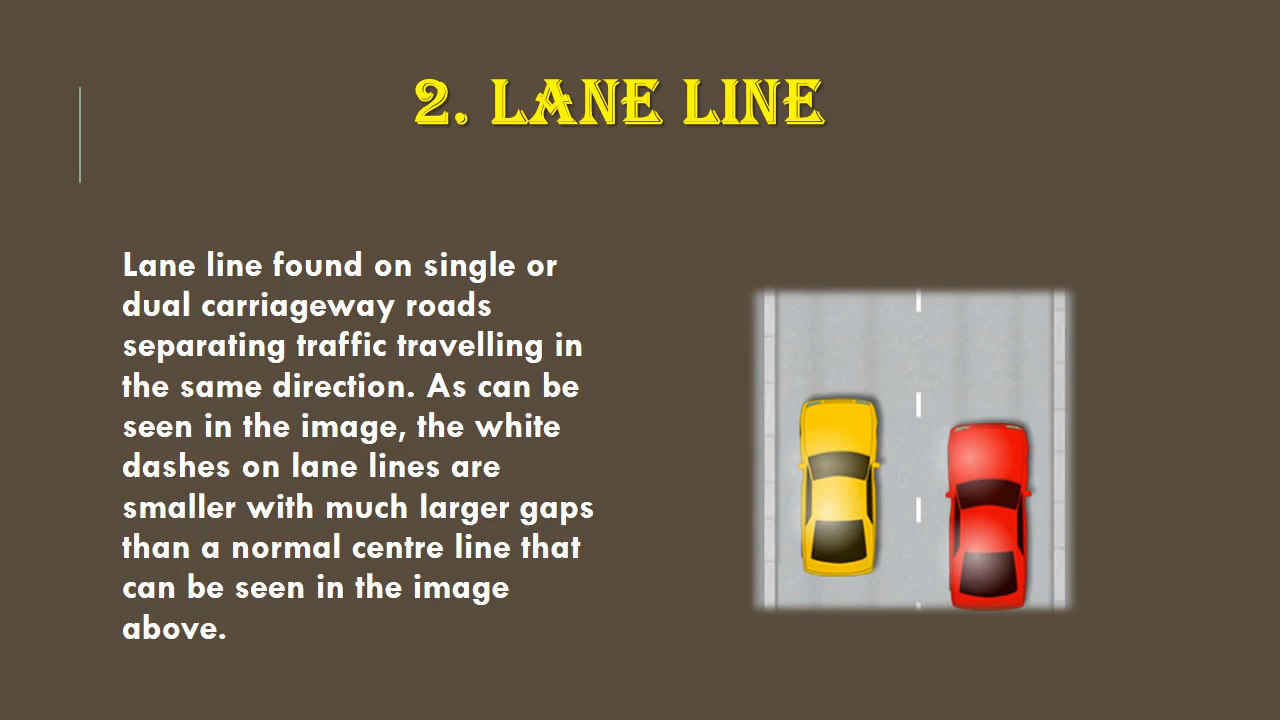 2. LANE LINE
Lane line found on single or
dual carriageway roads
separating traffic travelling in
the same direction. As can be
seen in the image, the white
dashes on lane lines are
smaller with much larger gaps
than a normal centre line that
can be seen in the image
above.